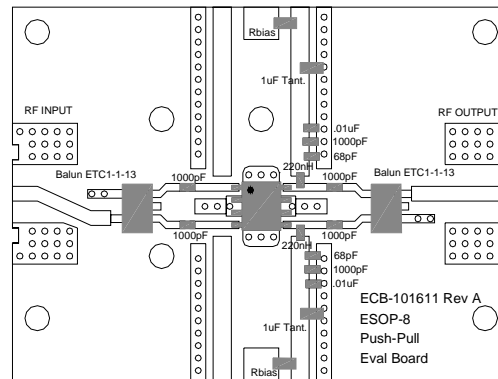 Rbias
1uF Tant.
RF INPUT
RF OUTPUT
.01uF
1000pF
68pF
220nH
Balun ETC1-1-13
1000pF
1000pF
Balun ETC1-1-13
1000pF
1000pF
220nH
68pF
1000pF
.01uF
1uF Tant.
Rbias
ECB-101611 Rev A
ESOP-8
Push-Pull
Eval Board